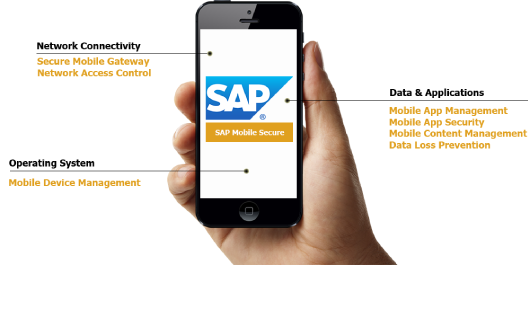 Network Connectivity
Secure Mobile Gateway
Network Access Control
SAP®
SAP Mobile Secure
Data & Applications
Mobile App Management
Mobile App Security
Mobile Content Management
Data Loss Prevention
Operating System
Mobile Device Management